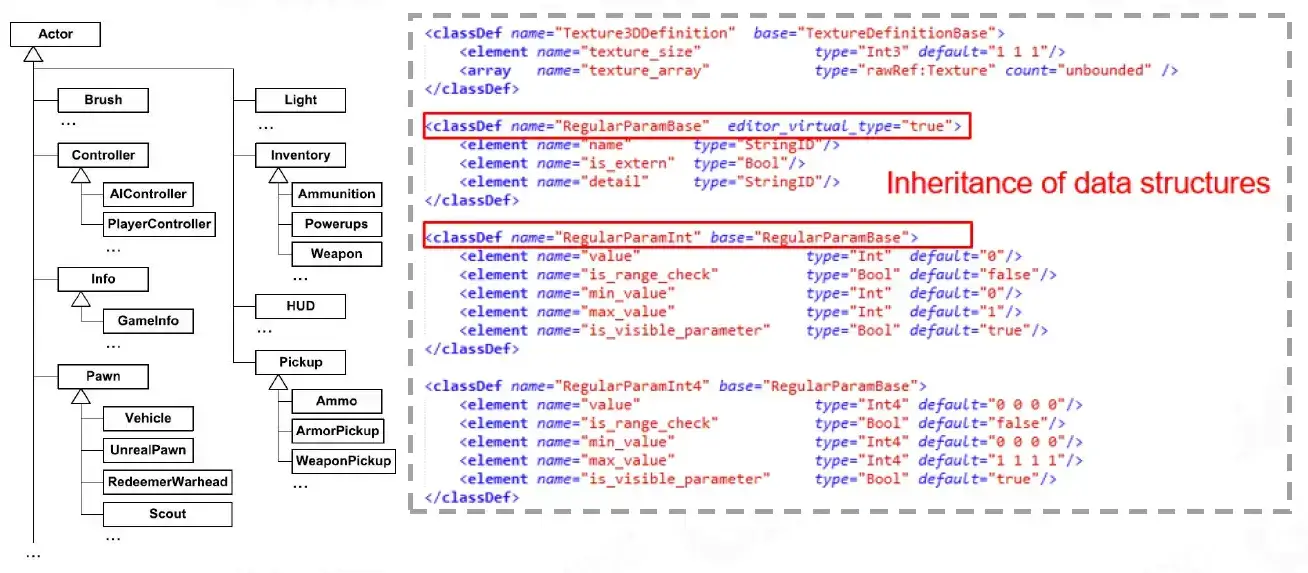 Actor
Brush
...
Controller
AIController
PlayerController
...
Info
GameInfo
...
Pawn
Vehicle
UnrealPawn
RedeemerWarhead
Scout
...
...
Light
...
Inventory
Ammunition
Powerups
Weapon
...
HUD
...
Pickup
Ammo
ArmorPickup
WeaponPickup
...
<classDef name="Texture3DDefinition" base="TextureDefinitionBase">
<element name="texture_size" type="Int3" default="1 1 1"/>
<array name="texture_array" type="rawRef:Texture" count="unbounded" />
</classDef>
<classDef name="RegularParamBase" editor_virtual_type="true">
<element name="name" type="StringID"/>
<element name="is_extern" type="Bool"/>
<element name="detail" type="StringID"/>
</classDef>
Inheritance of data structures
<classDef name="RegularParamInt" base="RegularParamBase">
<element name="value" type="Int" default="0"/>
<element name="is_range_check" type="Bool" default="false"/>
<element name="min_value" type="Int" default="0"/>
<element name="max_value" type="Int" default="1"/>
<element name="is_visible_parameter" type="Bool" default="true"/>
</classDef>
<classDef name="RegularParamInt4" base="RegularParamBase">
<element name="value" type="Int4" default="0 0 0 0"/>
<element name="is_range_check" type="Bool" default="false"/>
<element name="min_value" type="Int4" default="0 0 0 0"/>
<element name="max_value" type="Int4" default="1 1 1 1"/>
<element name="is_visible_parameter" type="Bool" default="true"/>
</classDef>